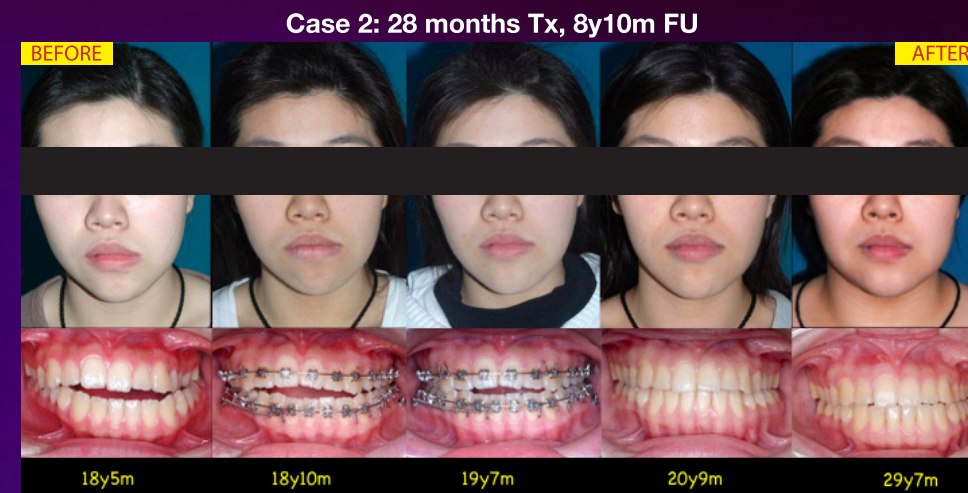 Case 2: 28 months Tx, 8y10m FU
BEFORE
AFTER
18y5m
18y10m
19y7m
20y9m
29y7m